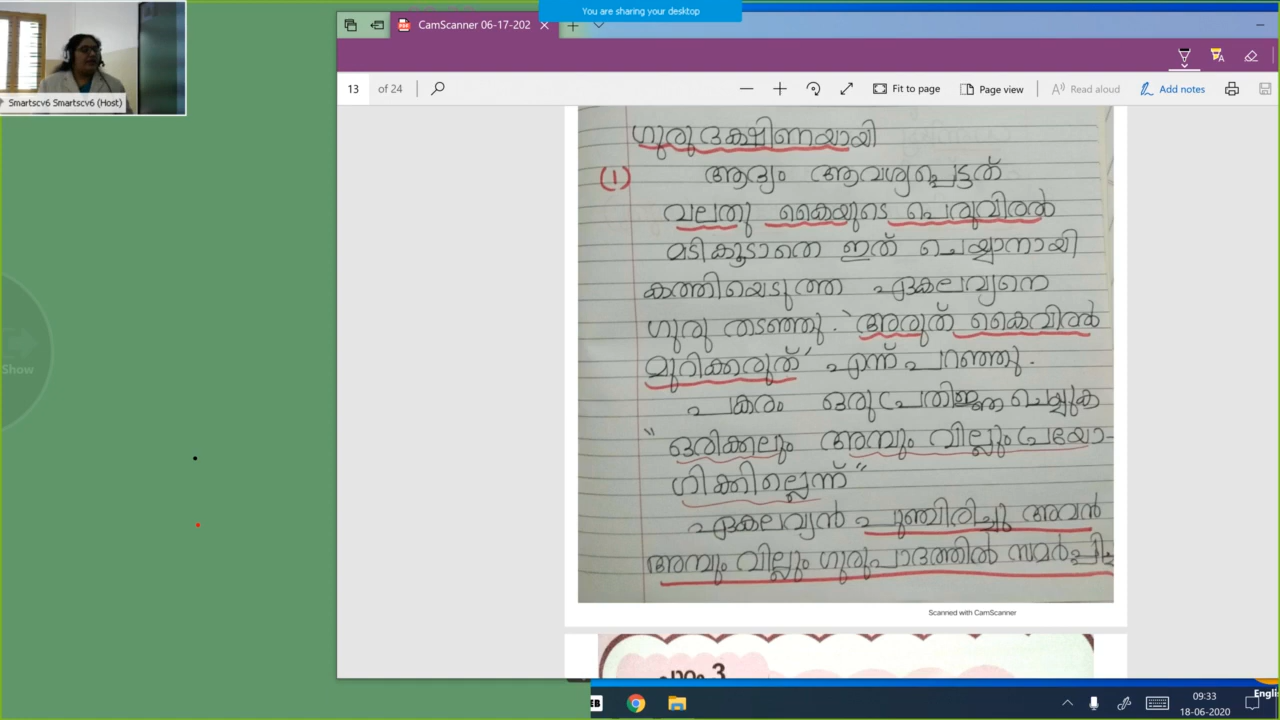 You are sharing your desktop
CamScanner 06-17-202
13 of 24
Fit to page
Page view
Read aloud
Add notes
Smartscv6 Smartscv6 (Host)
Show
ഗുരുദക്ഷിണയായി
(1) ആദ്യം ആവശ്യപ്പെട്ടത്
വലതു കൈയുടെ പെരുവിരൽ
മടികൂടാതെ ഇത് ചെയ്യാനായി
കത്തിയെടുത്ത ഏകലവ്യനെ
ഗുരു തടഞ്ഞു. 'അരുത് കൈവിരൽ
മുറിക്കരുത്' എന്ന് പറഞ്ഞു.
പകരം ഒരു പ്രതിജ്ഞ ചെയ്യുക
"ഒരിക്കലും അമ്പും വില്ലും പ്രയോ-
ഗിക്കില്ലെന്ന്"
ഏകലവ്യൻ പുഞ്ചിരിച്ചു അവൻ
അമ്പും വില്ലും ഗുരുപാദത്തിൽ സമർപ്പിച്ചു
Scanned with CamScanner
no. 3
09:33
18-06-2020